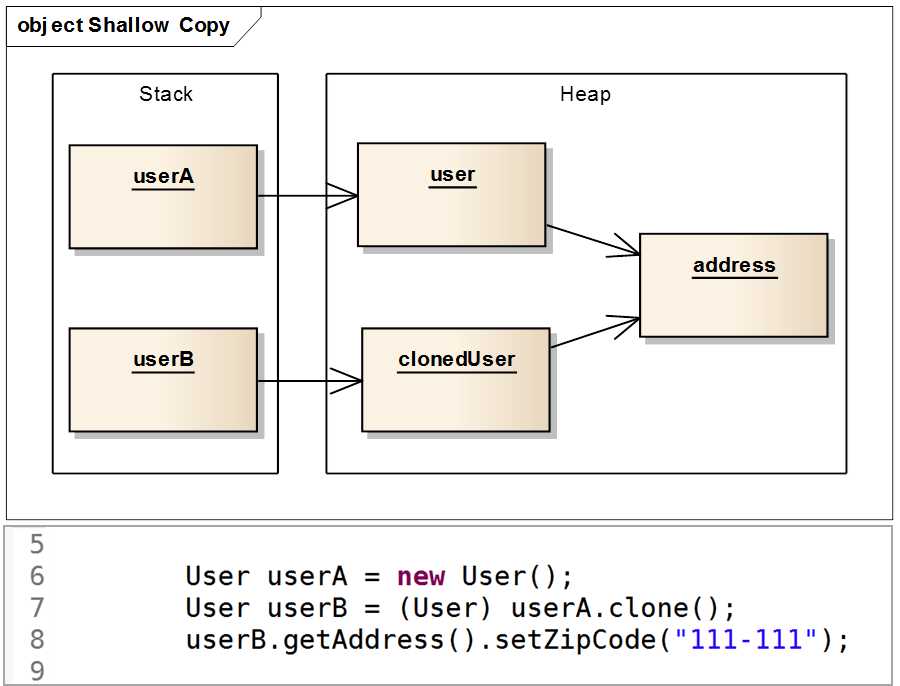 object Shallow Copy
Stack
Heap
userA
user
address
userB
clonedUser
5
6 User userA = new User();
7 User userB = (User) userA.clone();
8 userB.getAddress().setZipCode("111-111");
9